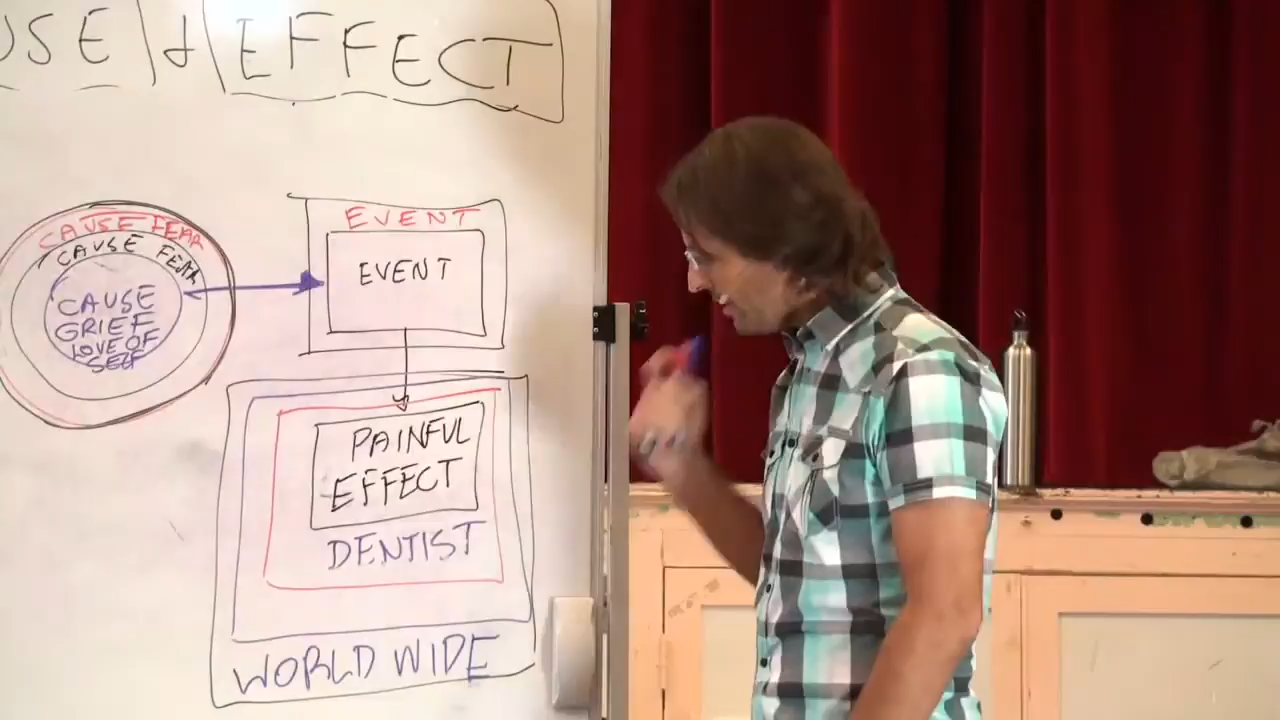 USE & EFFECT
CAUSE FEAR
CAUSE FEAR
CAUSE
GRIEF
LOVE OF
SELF
EVENT
EVENT
PAINFUL
EFFECT
DENTIST
WORLD WIDE